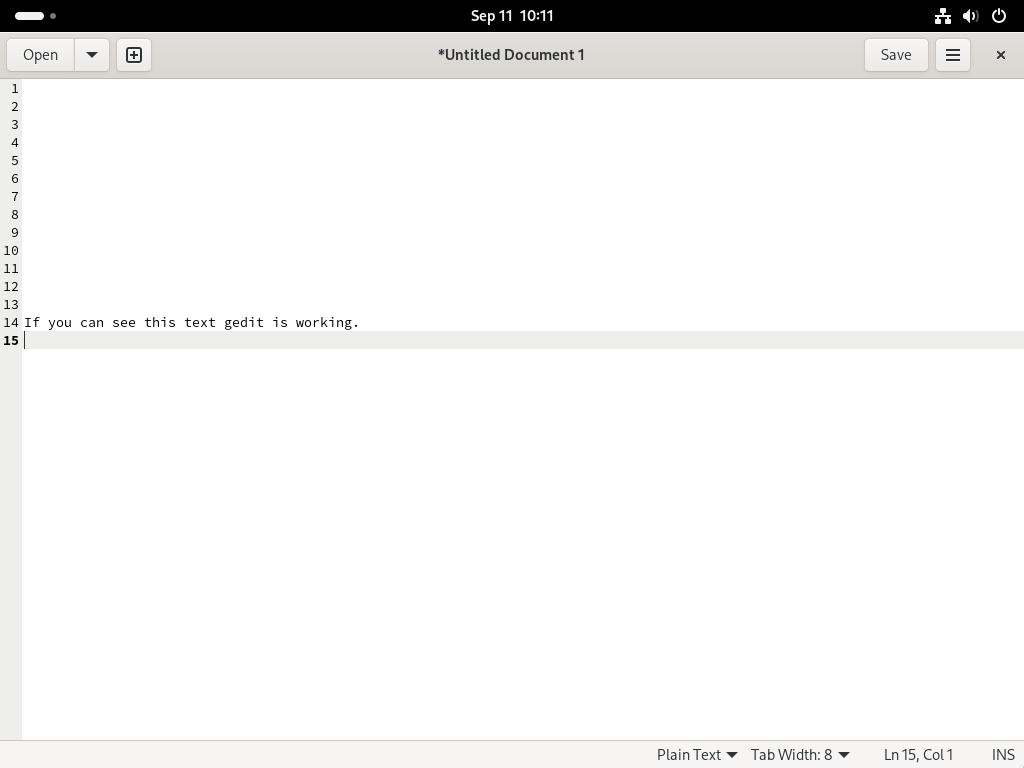 Sep 11 10:11
Open
*Untitled Document 1
Save
1
2
3
4
5
6
7
8
9
10
11
12
13
14 If you can see this text gedit is working.
15
Plain Text
Tab Width: 8
Ln 15, Col 1
INS